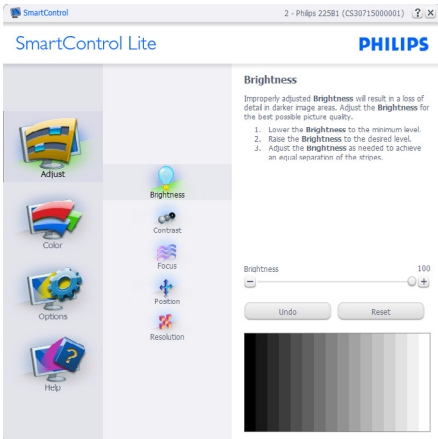 SmartControl
2 - Philips 225B1 (CS30715000001)
SmartControl Lite
PHILIPS
Adjust
Color
Options
Help
Brightness
Contrast
Focus
Position
Resolution
Brightness
Improperly adjusted Brightness will result in a loss of
detail in darker image areas. Adjust the Brightness for
the best possible picture quality.
1. Lower the Brightness to the minimum level.
2. Raise the Brightness to the desired level.
3. Adjust the Brightness as needed to achieve
an equal separation of the stripes.
Brightness 100
Undo Reset